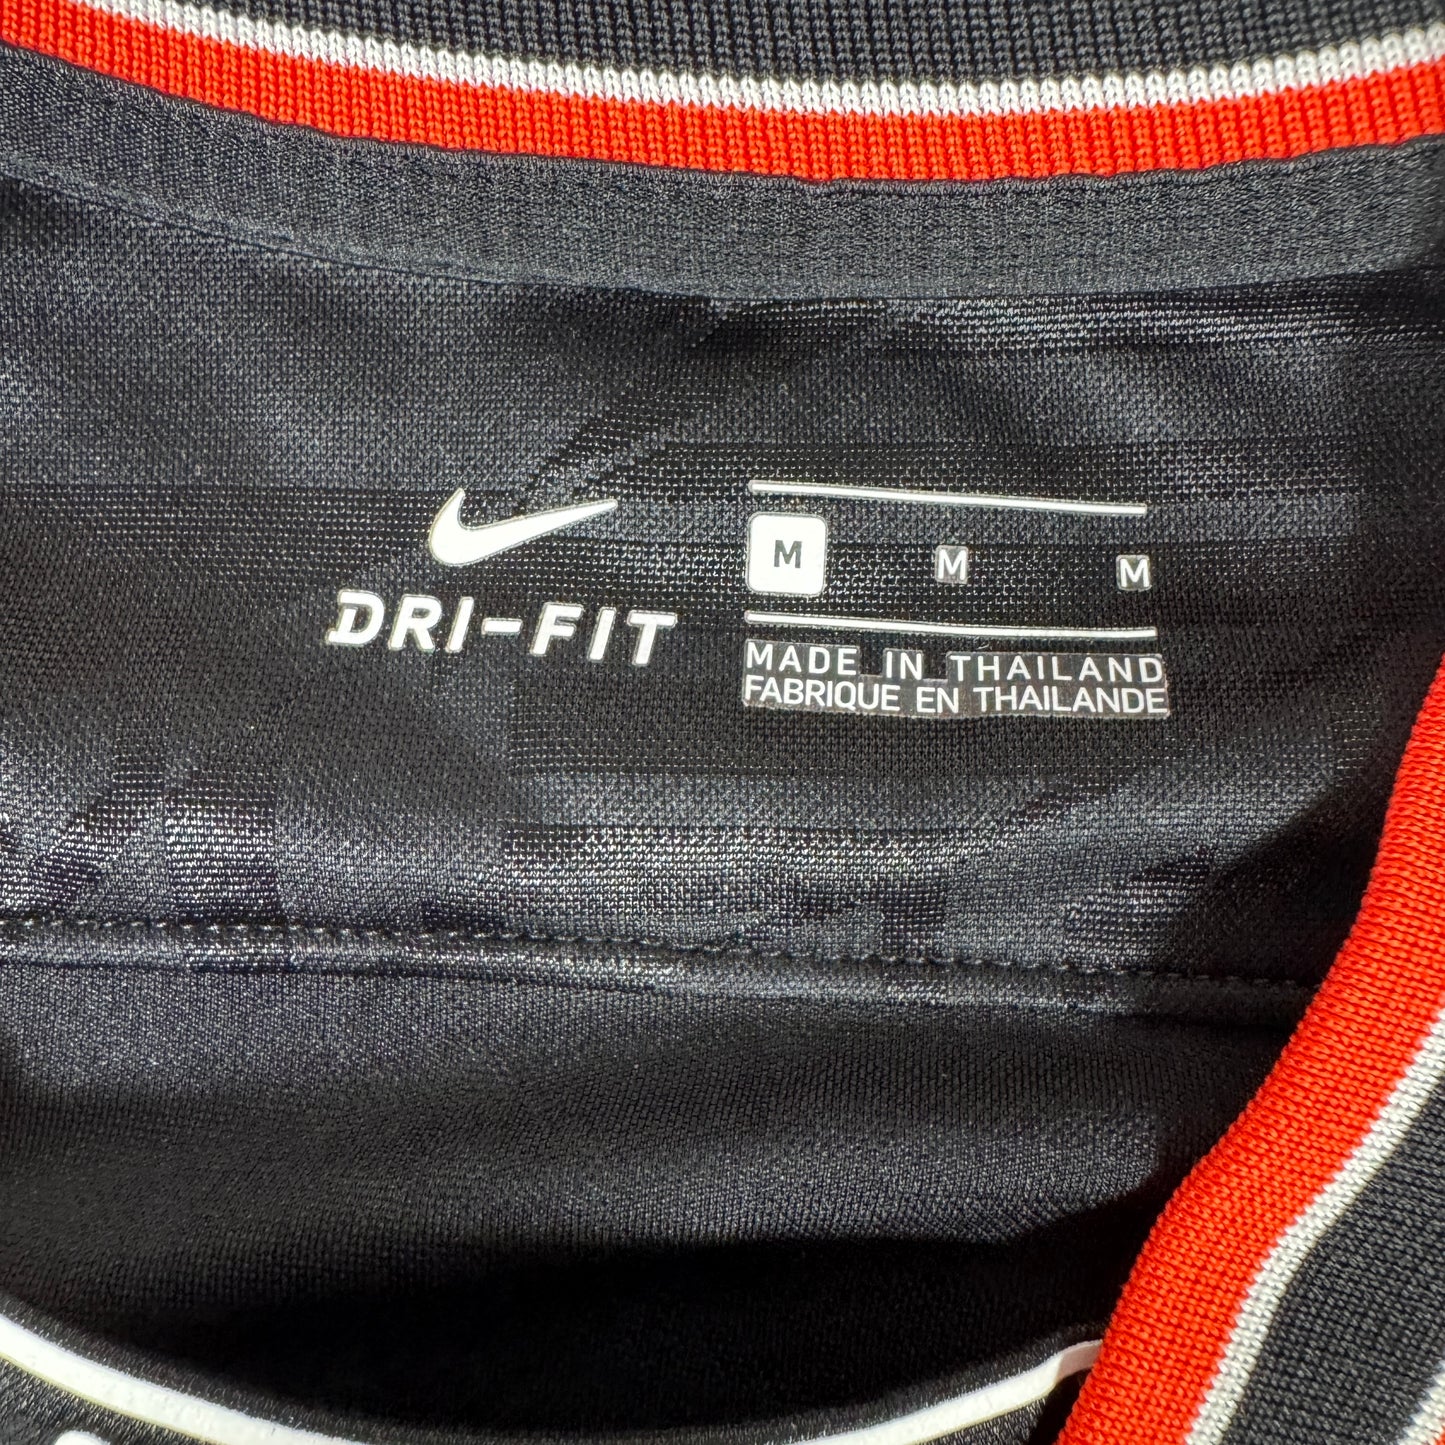 DRI-FIT
M M M
MADE IN THAILAND
FABRIQUE EN THAILANDE